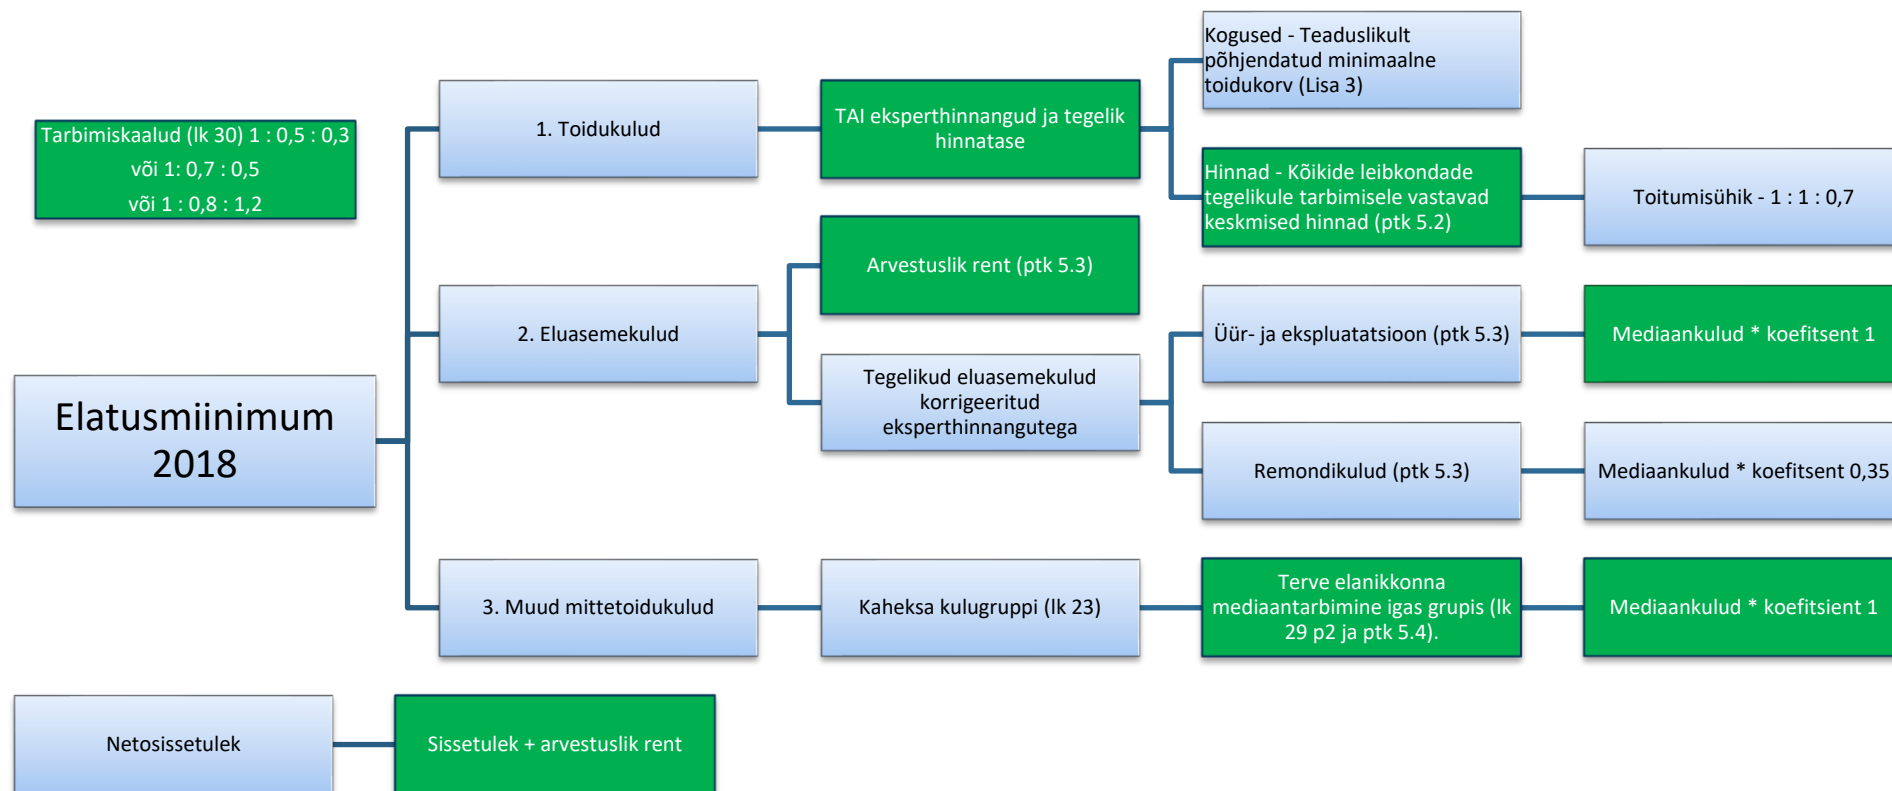 Tarbimiskaalud (lk 30) 1 : 0,5 : 0,3
või 1: 0,7 : 0,5
või 1 : 0,8 : 1,2
Elatusmiinimum
2018
1. Toidukulud
TAI eksperthinnangud ja tegelik
hinnatase
Kogused - Teaduslikult
põhjendatud minimaalne
toidukorv (Lisa 3)
Hinnad - Kõikide leibkondade
tegelikule tarbimisele vastavad
keskmised hinnad (ptk 5.2)
Toitumisühik - 1 : 1 : 0,7
2. Eluasemekulud
Arvestuslik rent (ptk 5.3)
Tegelikud eluasemekulud
korrigeeritud
eksperthinnangutega
Üür- ja ekspluatatsioon (ptk 5.3)
Mediaankulud * koefitsent 1
Remondikulud (ptk 5.3)
Mediaankulud * koefitsent 0,35
3. Muud mittetoidukulud
Kaheksa kulugruppi (lk 23)
Terve elanikkonna
mediaantarbimine igas grupis (lk
29 p2 ja ptk 5.4).
Mediaankulud * koefitsient 1
Netosissetulek
Sissetulek + arvestuslik rent